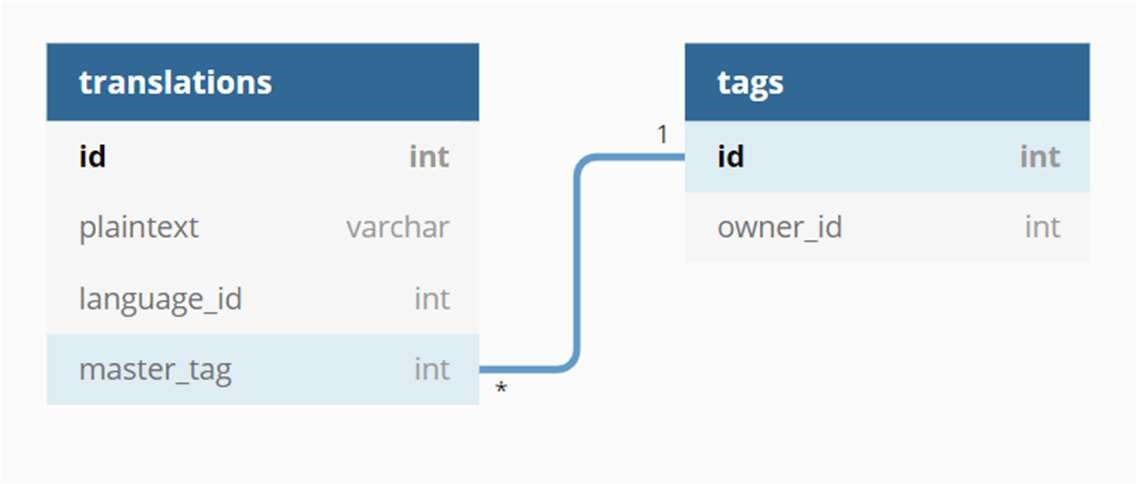 translations
id int
plaintext varchar
language_id int
master_tag int
*
1
tags
id int
owner_id int